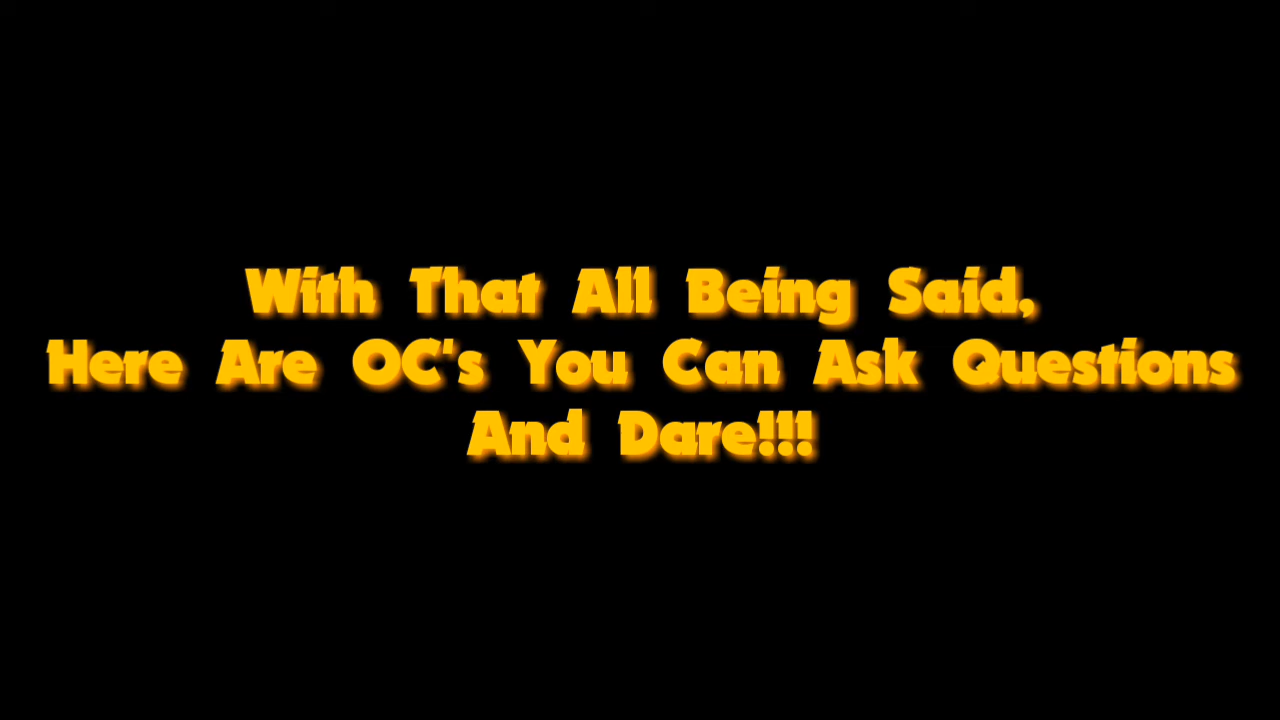 With That All Being Said,
Here Are OC's You Can Ask Questions
And Dare!!!